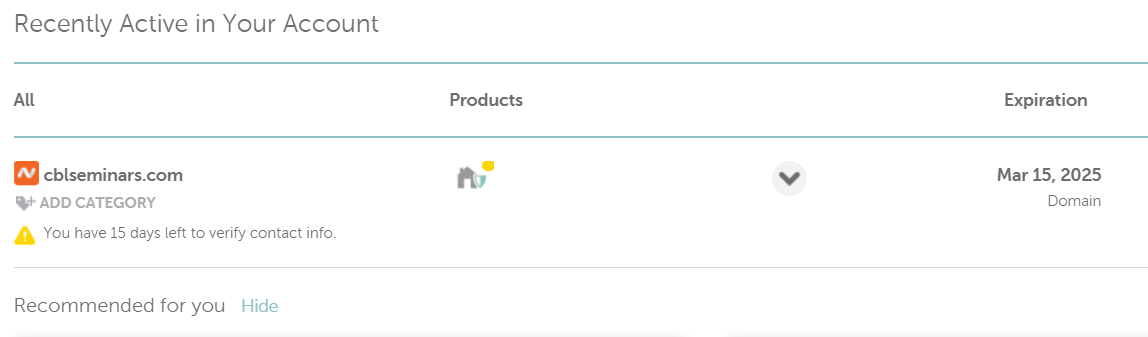 Recently Active in Your Account
All Products Expiration
cblseminars.com Mar 15, 2025
ADD CATEGORY Domain
You have 15 days left to verify contact info.
Recommended for you Hide